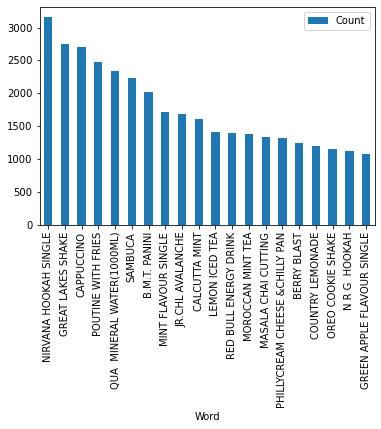 Count
3000
2500
2000
1500
1000
500
0
NIRVANA HOOKAH SINGLE
GREAT LAKES SHAKE
CAPPUCCINO
POUTINE WITH FRIES
QUA  MINERAL WATER(1000ML)
SAMBUCA
B.M.T. PANINI
MINT FLAVOUR SINGLE
JR.CHL AVALANCHE
CALCUTTA MINT
LEMON ICED TEA
RED BULL ENERGY DRINK
MOROCCAN MINT TEA
MASALA CHAI CUTTING
PHILLYCREAM CHEESE &CHILLY PAN
BERRY BLAST
COUNTRY LEMONADE
OREO COOKIE SHAKE
N R G  HOOKAH
GREEN APPLE FLAVOUR SINGLE
Word